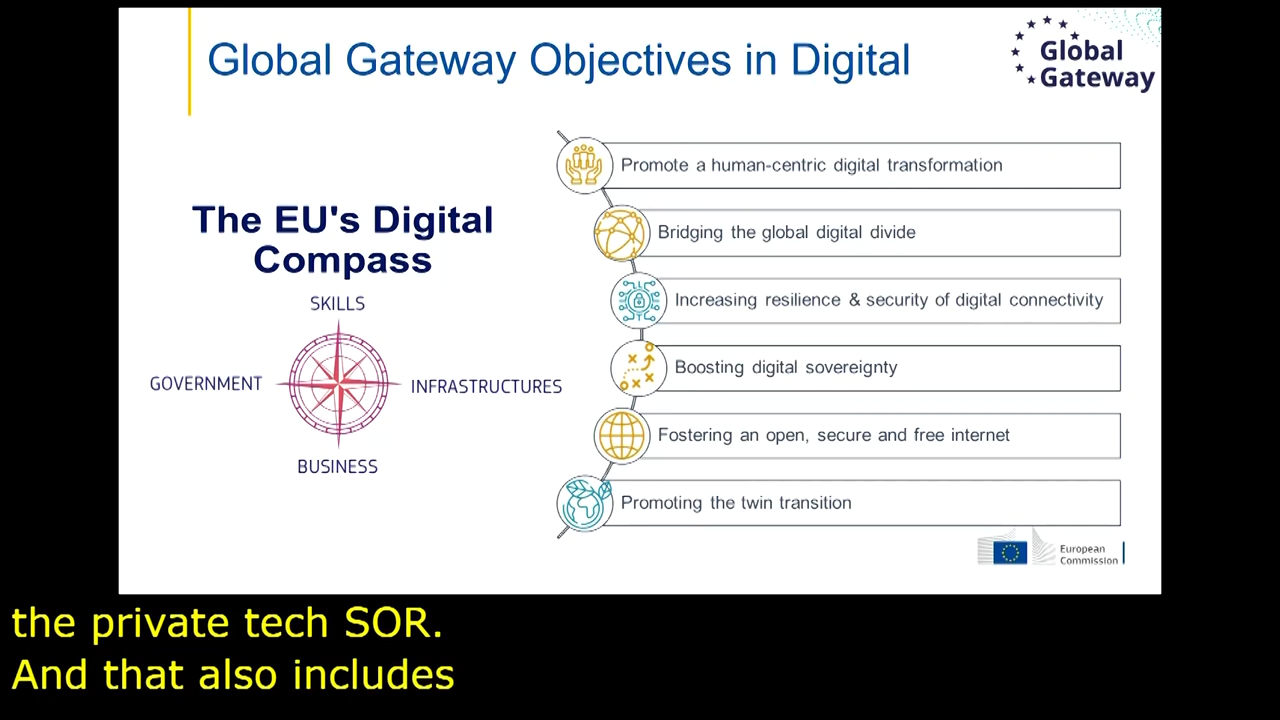 Global Gateway Objectives in Digital
Global
Gateway
The EU's Digital
Compass
SKILLS
GOVERNMENT
INFRASTRUCTURES
BUSINESS
Promote a human-centric digital transformation
Bridging the global digital divide
Increasing resilience & security of digital connectivity
Boosting digital sovereignty
Fostering an open, secure and free internet
Promoting the twin transition
European
Commission
the private tech SOR.
And that also includes